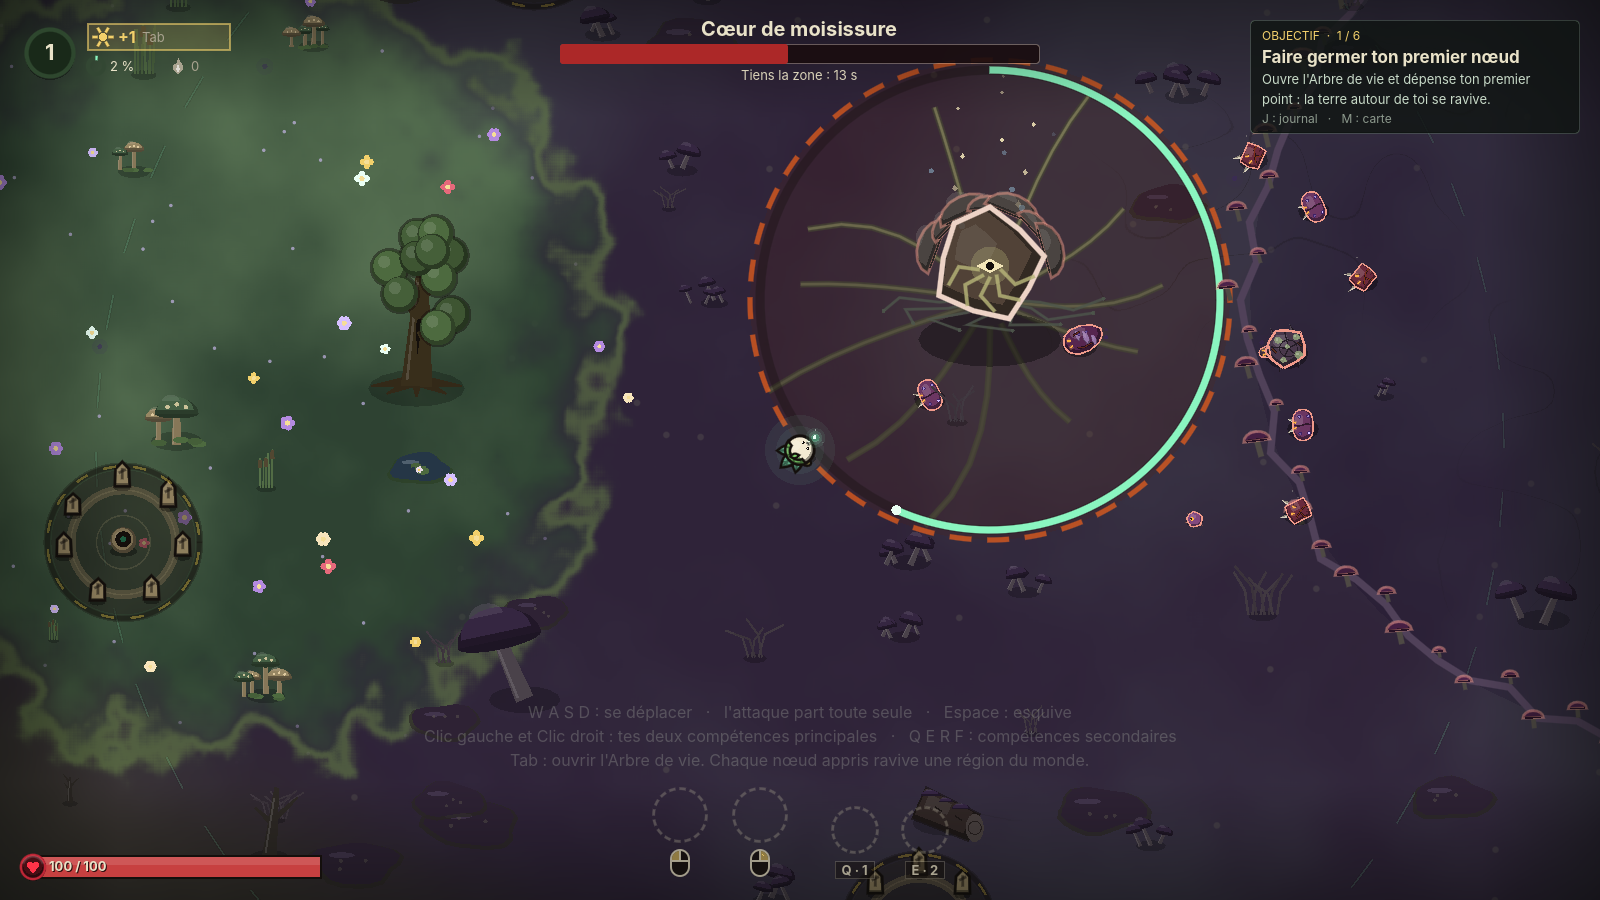 1
+1 Tab
2 %
0
Cœur de moisissure
Tiens la zone : 13 s
OBJECTIF · 1 / 6
Faire germer ton premier nœud
Ouvre l'Arbre de vie et dépense ton premier
point : la terre autour de toi se ravive.
J : journal · M : carte
W A S D : se déplacer · l'attaque part toute seule · Espace : esquive
Clic gauche et Clic droit : tes deux compétences principales · Q E R F : compétences secondaires
Tab : ouvrir l'Arbre de vie. Chaque nœud appris ravive une région du monde.
100 / 100
Q · 1
E · 2